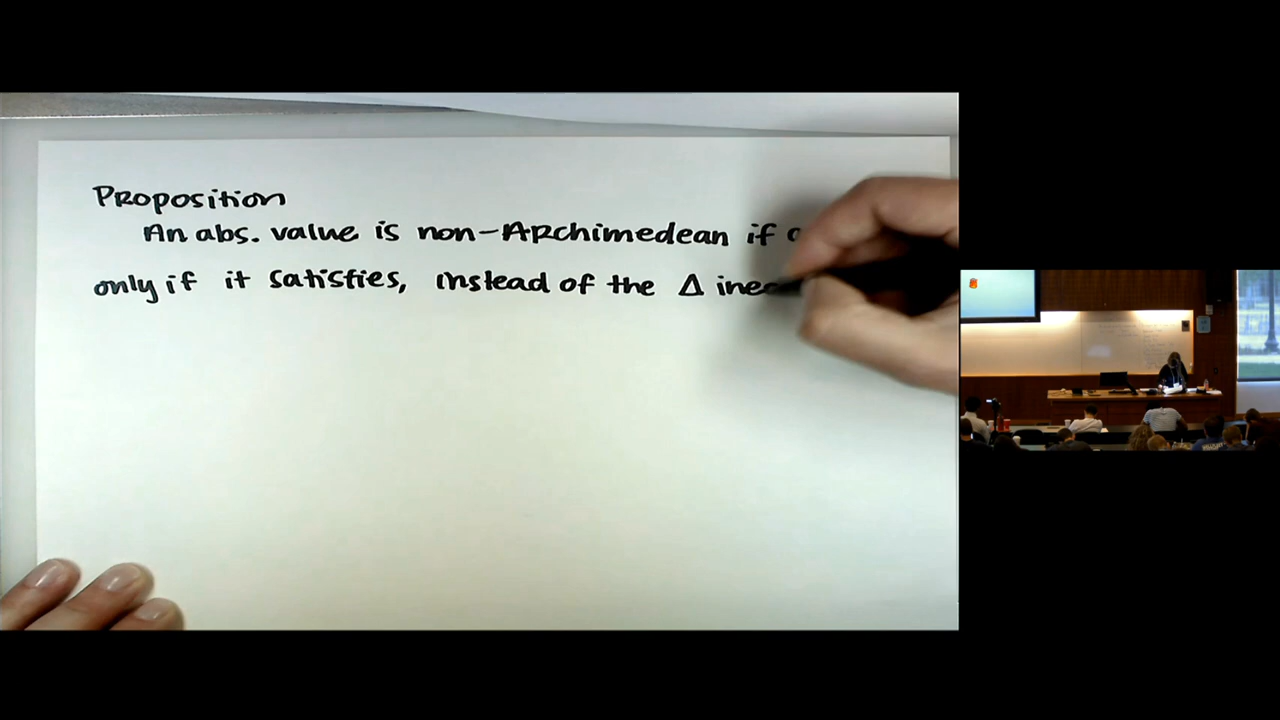 Proposition
An abs. value is non-Archimedean if
only if it satisfies, instead of the Δ